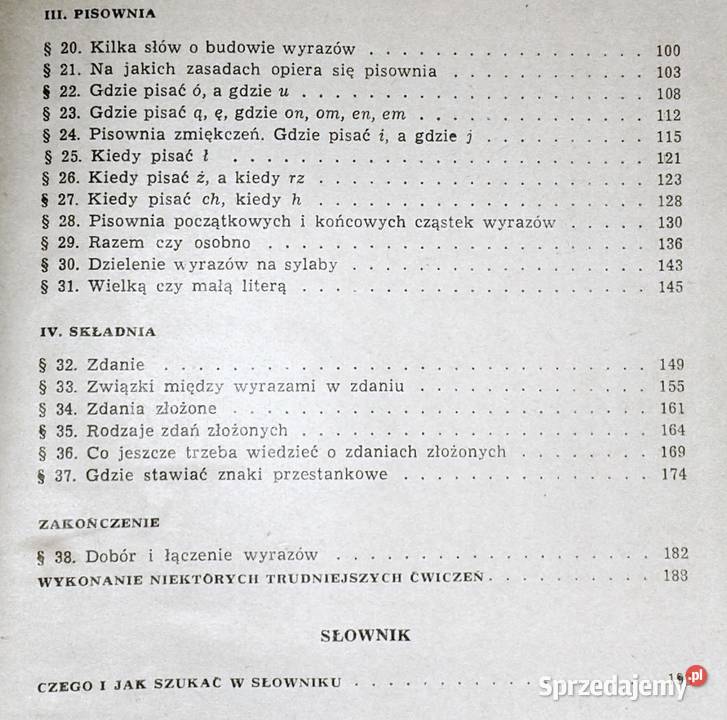 III. PISOWNIA
§ 20. Kilka słów o budowie wyrazów . . . . . . . . . . . . . 100
§ 21. Na jakich zasadach opiera się pisownia . . . . . . . . . 103
§ 22. Gdzie pisać ó, a gdzie u . . . . . . . . . . . . . . . . . 108
§ 23. Gdzie pisać ą, ę, gdzie on, om, en, em . . . . . . . . . . . 112
§ 24. Pisownia zmiękczeń. Gdzie pisać i, a gdzie j . . . . . . . . 115
§ 25. Kiedy pisać ł . . . . . . . . . . . . . . . . . . . . 121
§ 26. Kiedy pisać ż, a kiedy rz . . . . . . . . . . . . . . . . 123
§ 27. Kiedy pisać ch, kiedy h . . . . . . . . . . . . . . . . 128
§ 28. Pisownia początkowych i końcowych cząstek wyrazów . . . . 130
§ 29. Razem czy osobno . . . . . . . . . . . . . . . . . . 136
§ 30. Dzielenie wyrazów na sylaby . . . . . . . . . . . . . . 143
§ 31. Wielką czy małą literą . . . . . . . . . . . . . . . . . 145
IV. SKŁADNIA
§ 32. Zdanie . . . . . . . . . . . . . . . . . . . . . . . 149
§ 33. Związki między wyrazami w zdaniu . . . . . . . . . . . 155
§ 34. Zdania złożone . . . . . . . . . . . . . . . . . . . . 161
§ 35. Rodzaje zdań złożonych . . . . . . . . . . . . . . . . . 164
§ 36. Co jeszcze trzeba wiedzieć o zdaniach złożonych . . . . . . 169
§ 37. Gdzie stawiać znaki przestankowe . . . . . . . . . . . . 174
ZAKOŃCZENIE
§ 38. Dobór i łączenie wyrazów . . . . . . . . . . . . . . . 182
WYKONANIE NIEKTÓRYCH TRUDNIEJSZYCH ĆWICZEŃ . . . . . . . . 183
SŁOWNIK
CZEGO I JAK SZUKAĆ W SŁOWNIKU . . . . . . . . . . . . . .
Sprzedajemy.pl